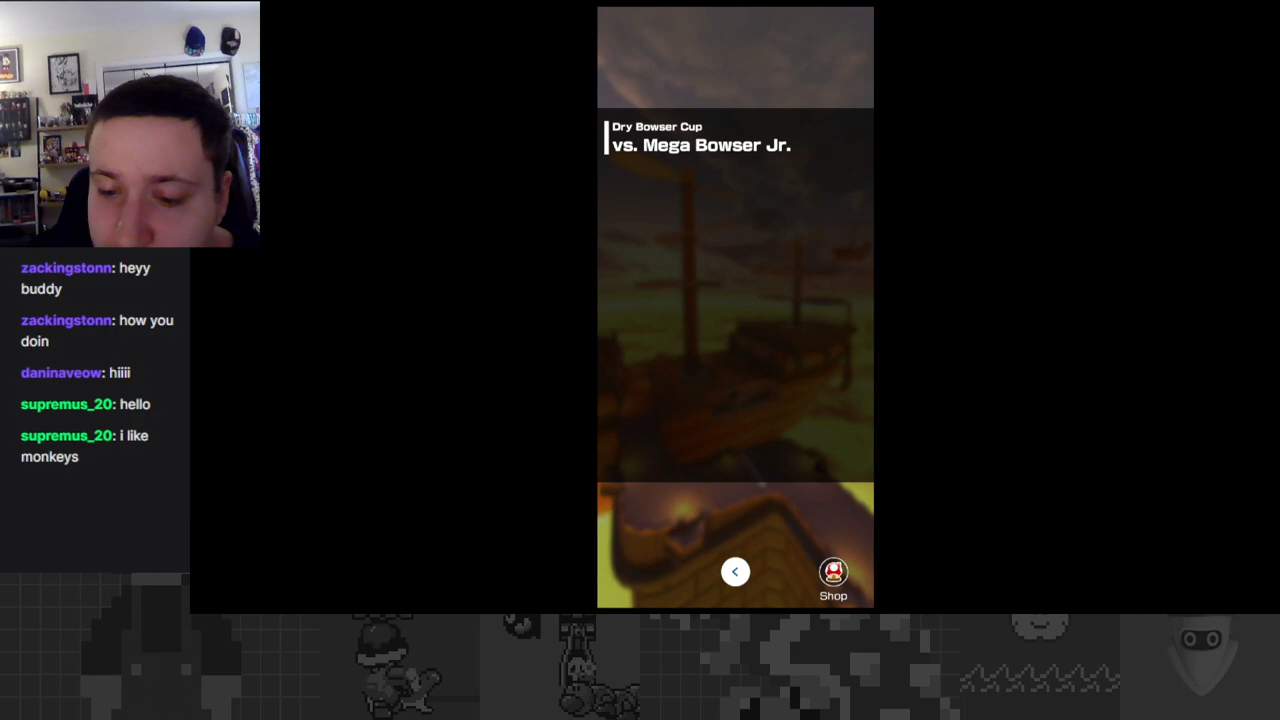 Dry Bowser Cup
vs. Mega Bowser Jr.
zackingstonn: heyy
buddy
zackingstonn: how you
doin
daninaveow: hiiii
supremus_20: hello
supremus_20: i like
monkeys
Shop